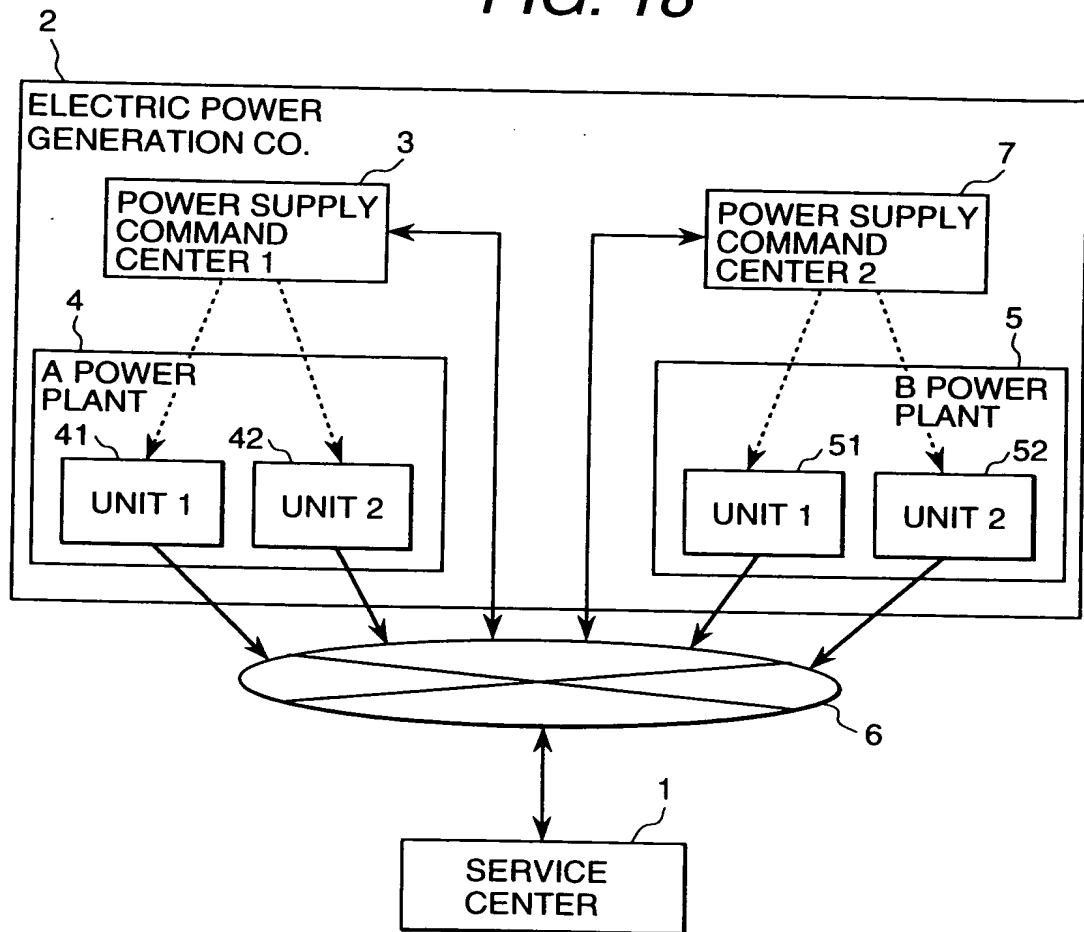 FIG. 18
2
ELECTRIC POWER
GENERATION CO.
3
POWER SUPPLY
COMMAND
CENTER 1
7
POWER SUPPLY
COMMAND
CENTER 2
4
A POWER
PLANT
41
UNIT 1
42
UNIT 2
5
B POWER
PLANT
51
UNIT 1
52
UNIT 2
6
1
SERVICE
CENTER